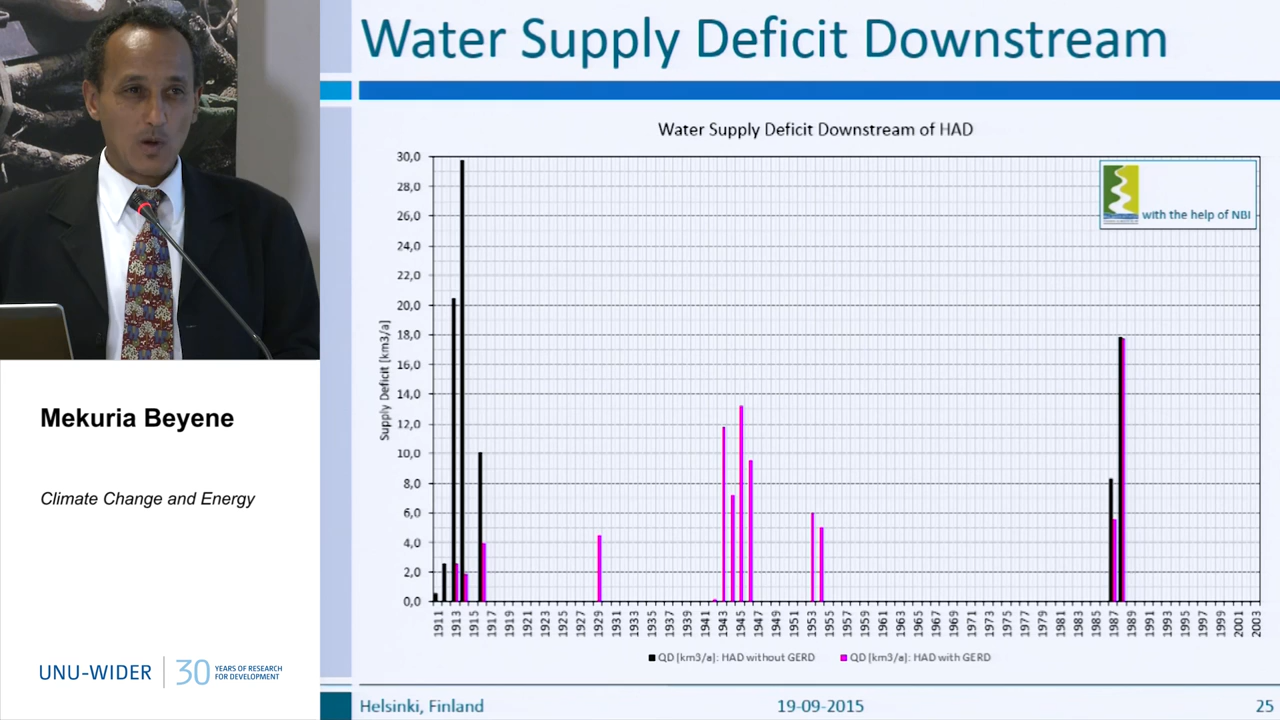 Water Supply Deficit Downstream
Water Supply Deficit Downstream of HAD
30,0
28,0
26,0
24,0
22,0
20,0
18,0
16,0
14,0
12,0
10,0
8,0
6,0
4,0
2,0
0,0
Supply Deficit [km3/a]
with the help of NBI
1911 1913 1915 1917 1919 1921 1923 1925 1927 1929 1931 1933 1935 1937 1939 1941 1943 1945 1947 1949 1951 1953 1955 1957 1959 1961 1963 1965 1967 1969 1971 1973 1975 1977 1979 1981 1983 1985 1987 1989 1991 1993 1995 1997 1999 2001 2003
QD [km3/a]: HAD without GERD
QD [km3/a]: HAD with GERD
Helsinki, Finland
19-09-2015
25
Mekuria Beyene
Climate Change and Energy
UNU-WIDER
30 YEARS OF RESEARCH
FOR DEVELOPMENT